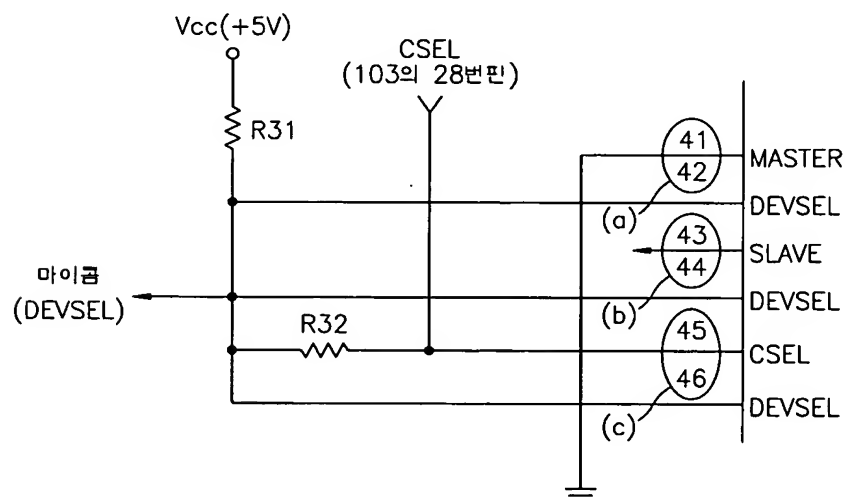 Vcc(+5V)
CSEL
(103의 28번핀)
R31
41
MASTER
42
(a)
DEVSEL
43
SLAVE
44
마이콤
(DEVSEL)
(b)
DEVSEL
R32
45
CSEL
46
(c)
DEVSEL